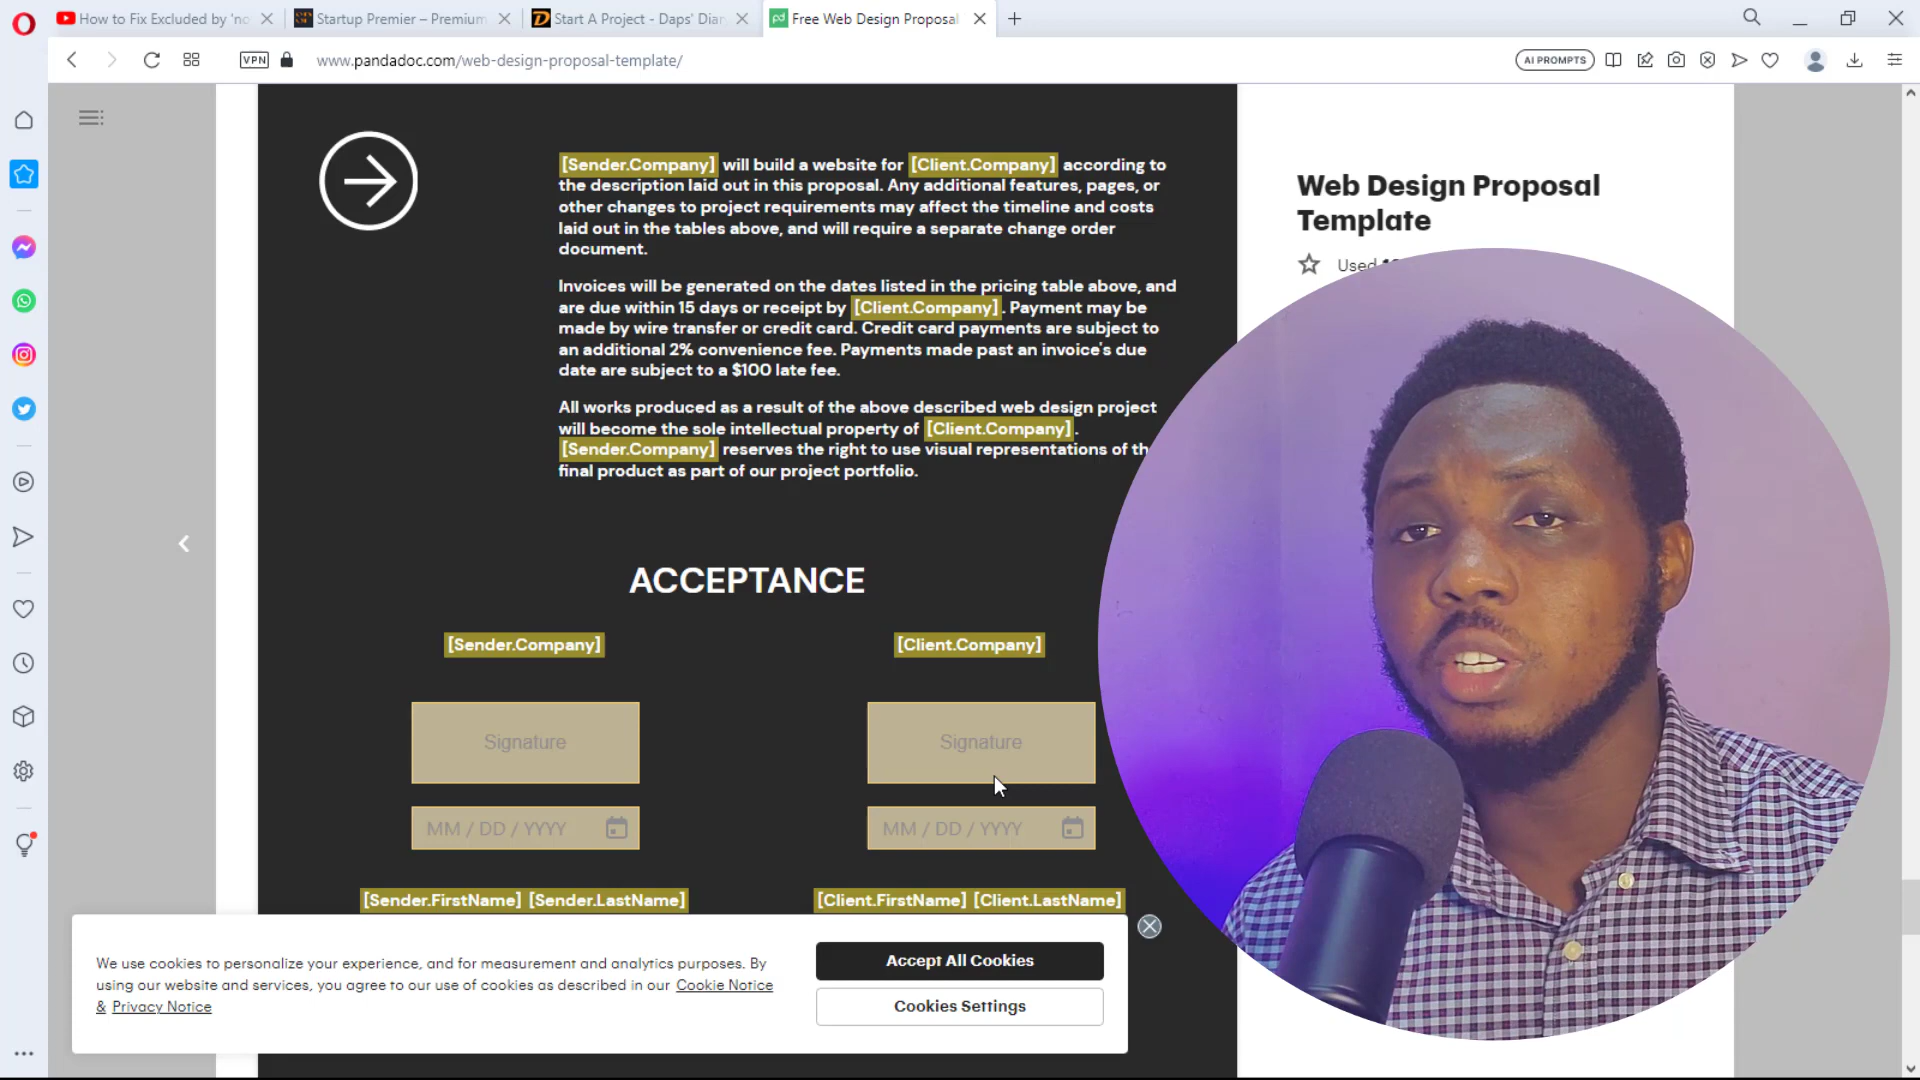 How to Fix Excluded by 'no
Startup Premier – Premium
Start A Project - Daps' Diar
Free Web Design Proposal
VPN
www.pandadoc.com/web-design-proposal-template/
AI PROMPTS
[Sender.Company] will build a website for [Client.Company] according to
the description laid out in this proposal. Any additional features, pages, or
other changes to project requirements may affect the timeline and costs
laid out in the tables above, and will require a separate change order
document.
Invoices will be generated on the dates listed in the pricing table above, and
are due within 15 days or receipt by [Client.Company]. Payment may be
made by wire transfer or credit card. Credit card payments are subject to
an additional 2% convenience fee. Payments made past an invoice's due
date are subject to a $100 late fee.
All works produced as a result of the above described web design project
will become the sole intellectual property of [Client.Company].
[Sender.Company] reserves the right to use visual representations of the
final product as part of our project portfolio.
ACCEPTANCE
[Sender.Company]
[Client.Company]
Signature
Signature
MM / DD / YYYY
MM / DD / YYYY
[Sender.FirstName] [Sender.LastName]
[Client.FirstName] [Client.LastName]
Web Design Proposal
Template
Used
We use cookies to personalize your experience, and for measurement and analytics purposes. By
using our website and services, you agree to our use of cookies as described in our Cookie Notice
& Privacy Notice
Accept All Cookies
Cookies Settings